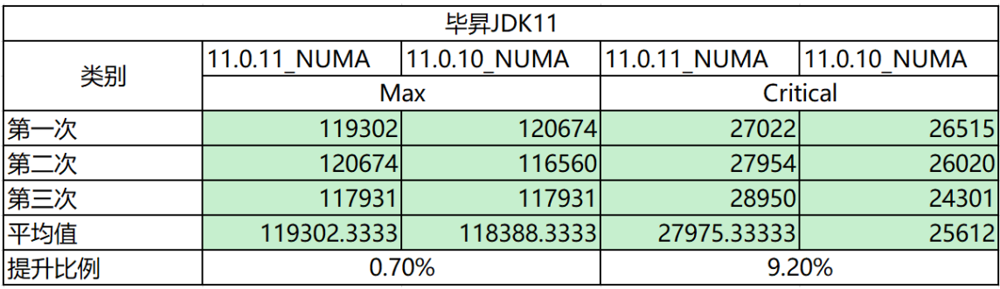 毕昇JDK11
类别 11.0.11_NUMA 11.0.10_NUMA 11.0.11_NUMA 11.0.10_NUMA
Max Critical
第一次 119302 120674 27022 26515
第二次 120674 116560 27954 26020
第三次 117931 117931 28950 24301
平均值 119302.3333 118388.3333 27975.33333 25612
提升比例 0.70% 9.20%